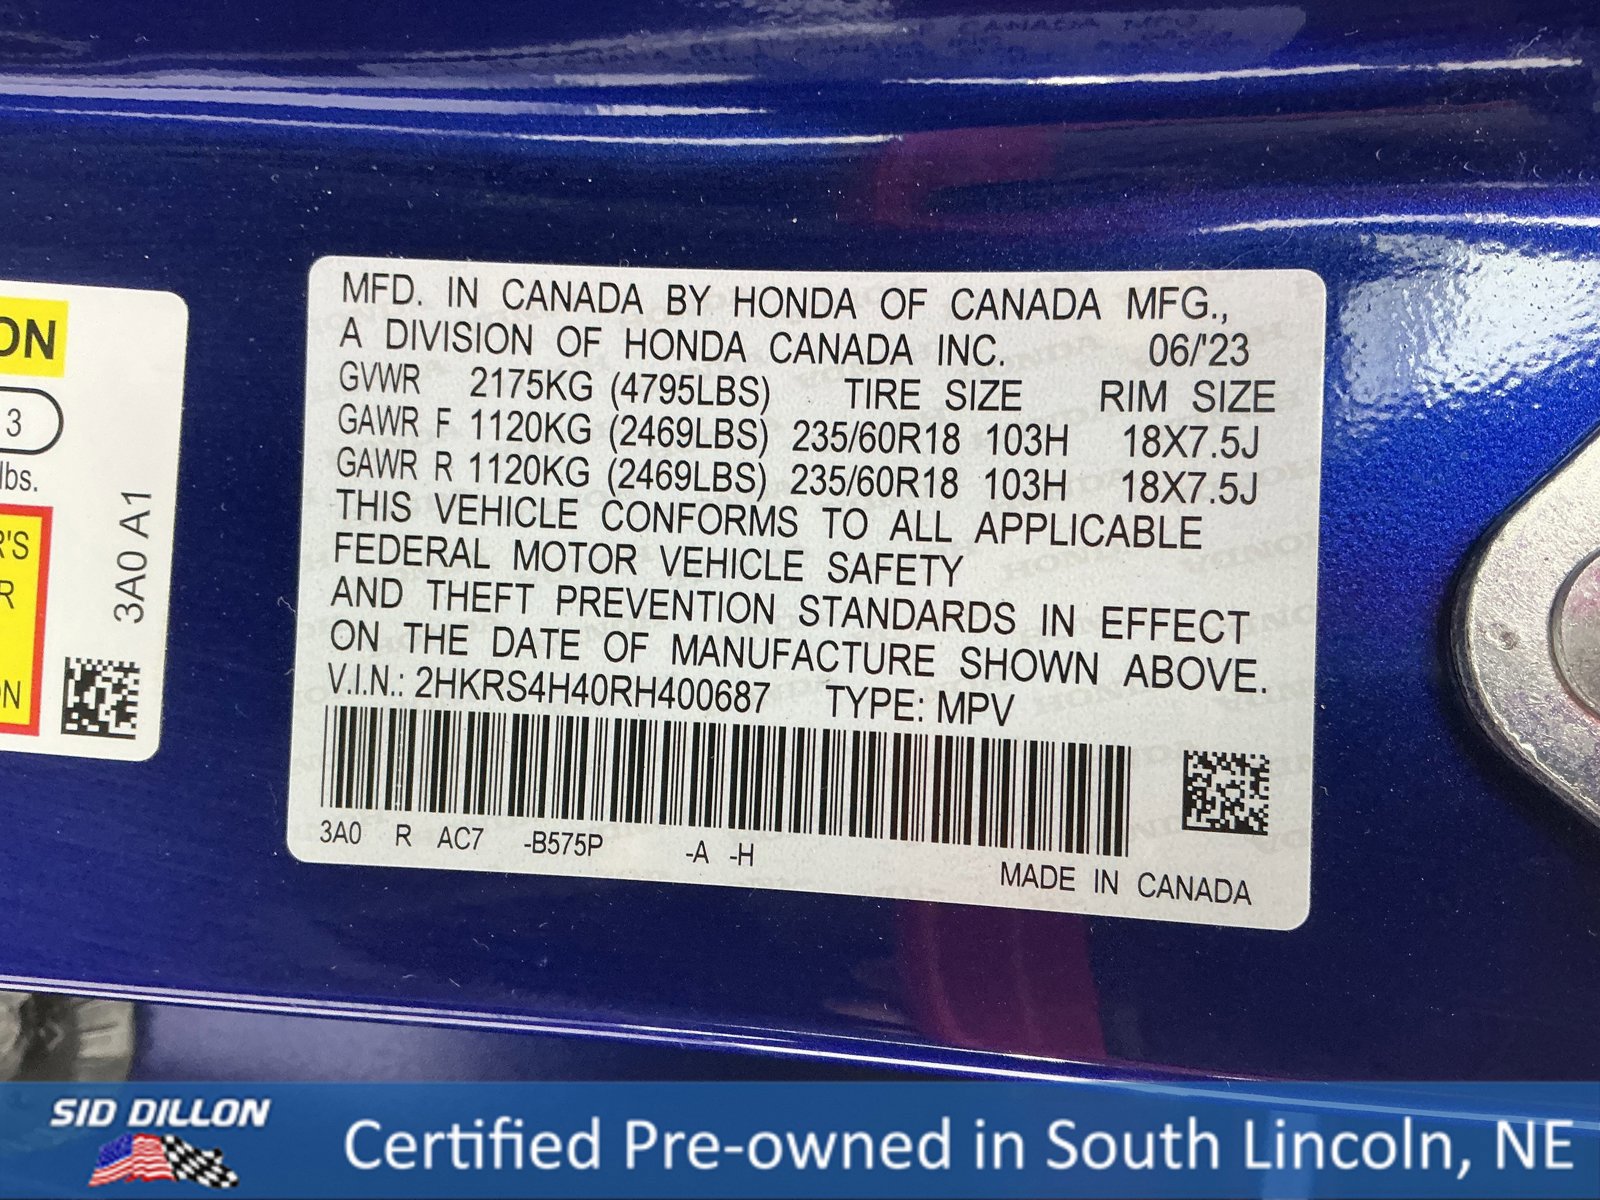 MFD. IN CANADA BY HONDA OF CANADA MFG.,
A DIVISION OF HONDA CANADA INC. 06/'23
GVWR 2175KG (4795LBS) TIRE SIZE RIM SIZE
GAWR F 1120KG (2469LBS) 235/60R18 103H 18X7.5J
GAWR R 1120KG (2469LBS) 235/60R18 103H 18X7.5J
THIS VEHICLE CONFORMS TO ALL APPLICABLE
FEDERAL MOTOR VEHICLE SAFETY
AND THEFT PREVENTION STANDARDS IN EFFECT
ON THE DATE OF MANUFACTURE SHOWN ABOVE.
V.I.N.: 2HKRS4H40RH400687 TYPE: MPV
3A0 R AC7 -B575P -A -H
MADE IN CANADA
ON
3
lbs.
R'S
R
ON
3A0 A1
SID DILLON
Certified Pre-owned in South Lincoln, NE